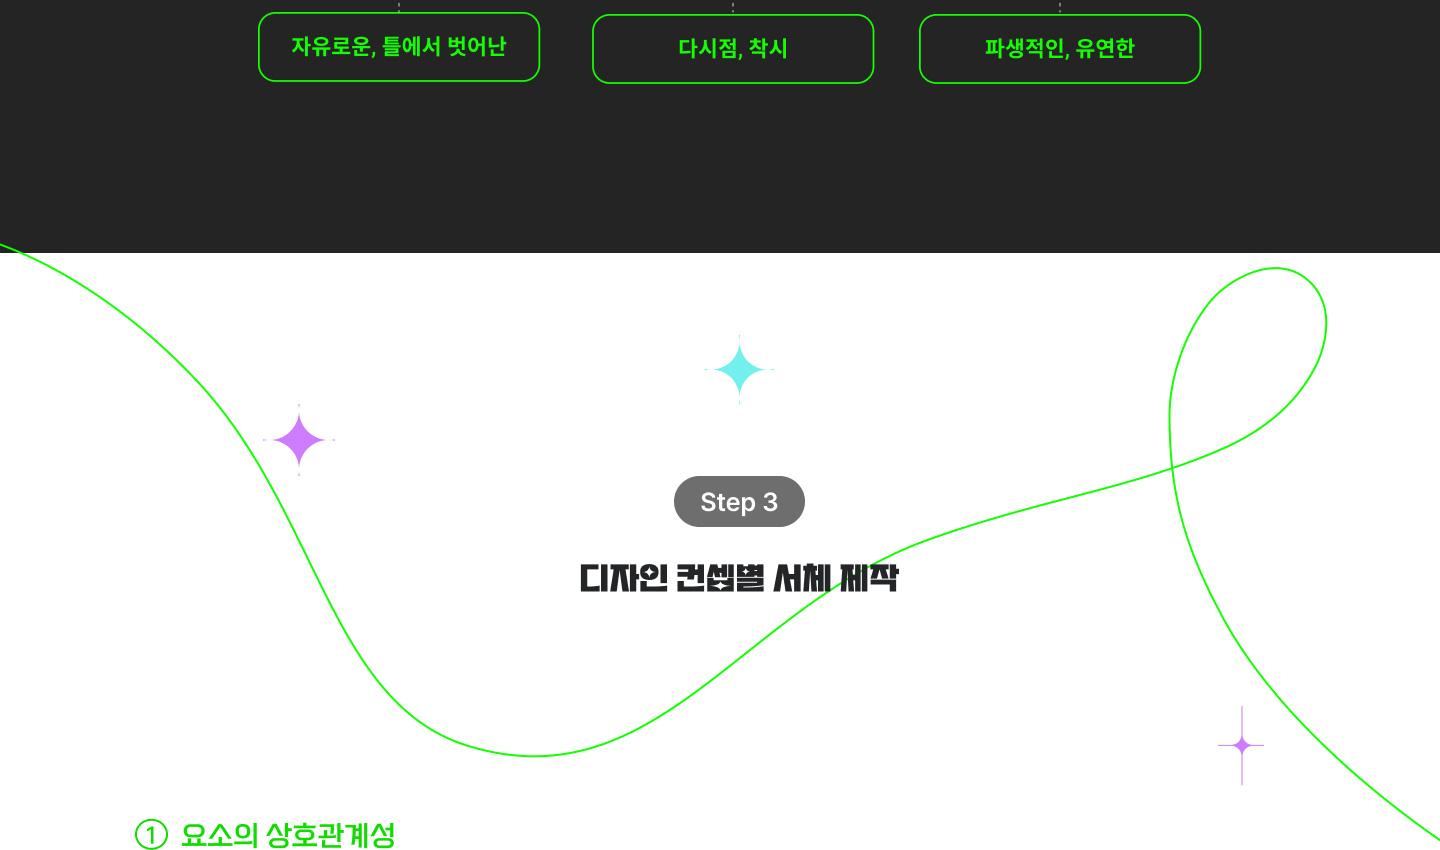 자유로운, 틀에서 벗어난
다시점, 착시
파생적인, 유연한
Step 3
디자인 컨셉별 서체 제작
① 요소의 상호관계성